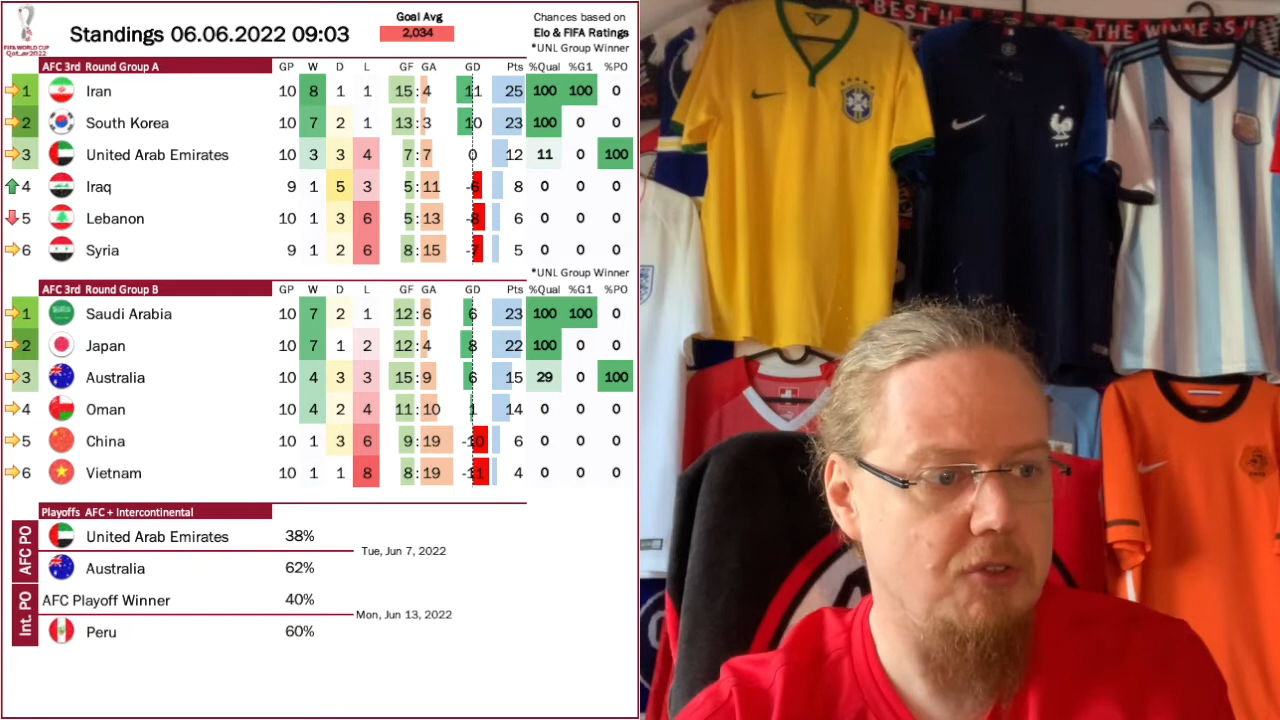 FIFA WORLD CUP
Qatar2022
Standings 06.06.2022 09:03
Goal Avg
2,034
Chances based on
Elo & FIFA Ratings
*UNL Group Winner
AFC 3rd Round Group A GP W D L GF GA GD Pts %Qual %G1 %PO
1 Iran 10 8 1 1 15:4 11 25 100 100 0
2 South Korea 10 7 2 1 13:3 10 23 100 0 0
3 United Arab Emirates 10 3 3 4 7:7 0 12 11 0 100
4 Iraq 9 1 5 3 5:11 -6 8 0 0 0
5 Lebanon 10 1 3 6 5:13 -8 6 0 0 0
6 Syria 9 1 2 6 8:15 -7 5 0 0 0
*UNL Group Winner
AFC 3rd Round Group B GP W D L GF GA GD Pts %Qual %G1 %PO
1 Saudi Arabia 10 7 2 1 12:6 6 23 100 100 0
2 Japan 10 7 1 2 12:4 8 22 100 0 0
3 Australia 10 4 3 3 15:9 6 15 29 0 100
4 Oman 10 4 2 4 11:10 1 14 0 0 0
5 China 10 1 3 6 9:19 -10 6 0 0 0
6 Vietnam 10 1 1 8 8:19 -11 4 0 0 0
Playoffs AFC + Intercontinental
AFC PO
United Arab Emirates 38%
Tue, Jun 7, 2022
Australia 62%
Int. PO
AFC Playoff Winner 40%
Mon, Jun 13, 2022
Peru 60%
THE BEST
THE WINNERS